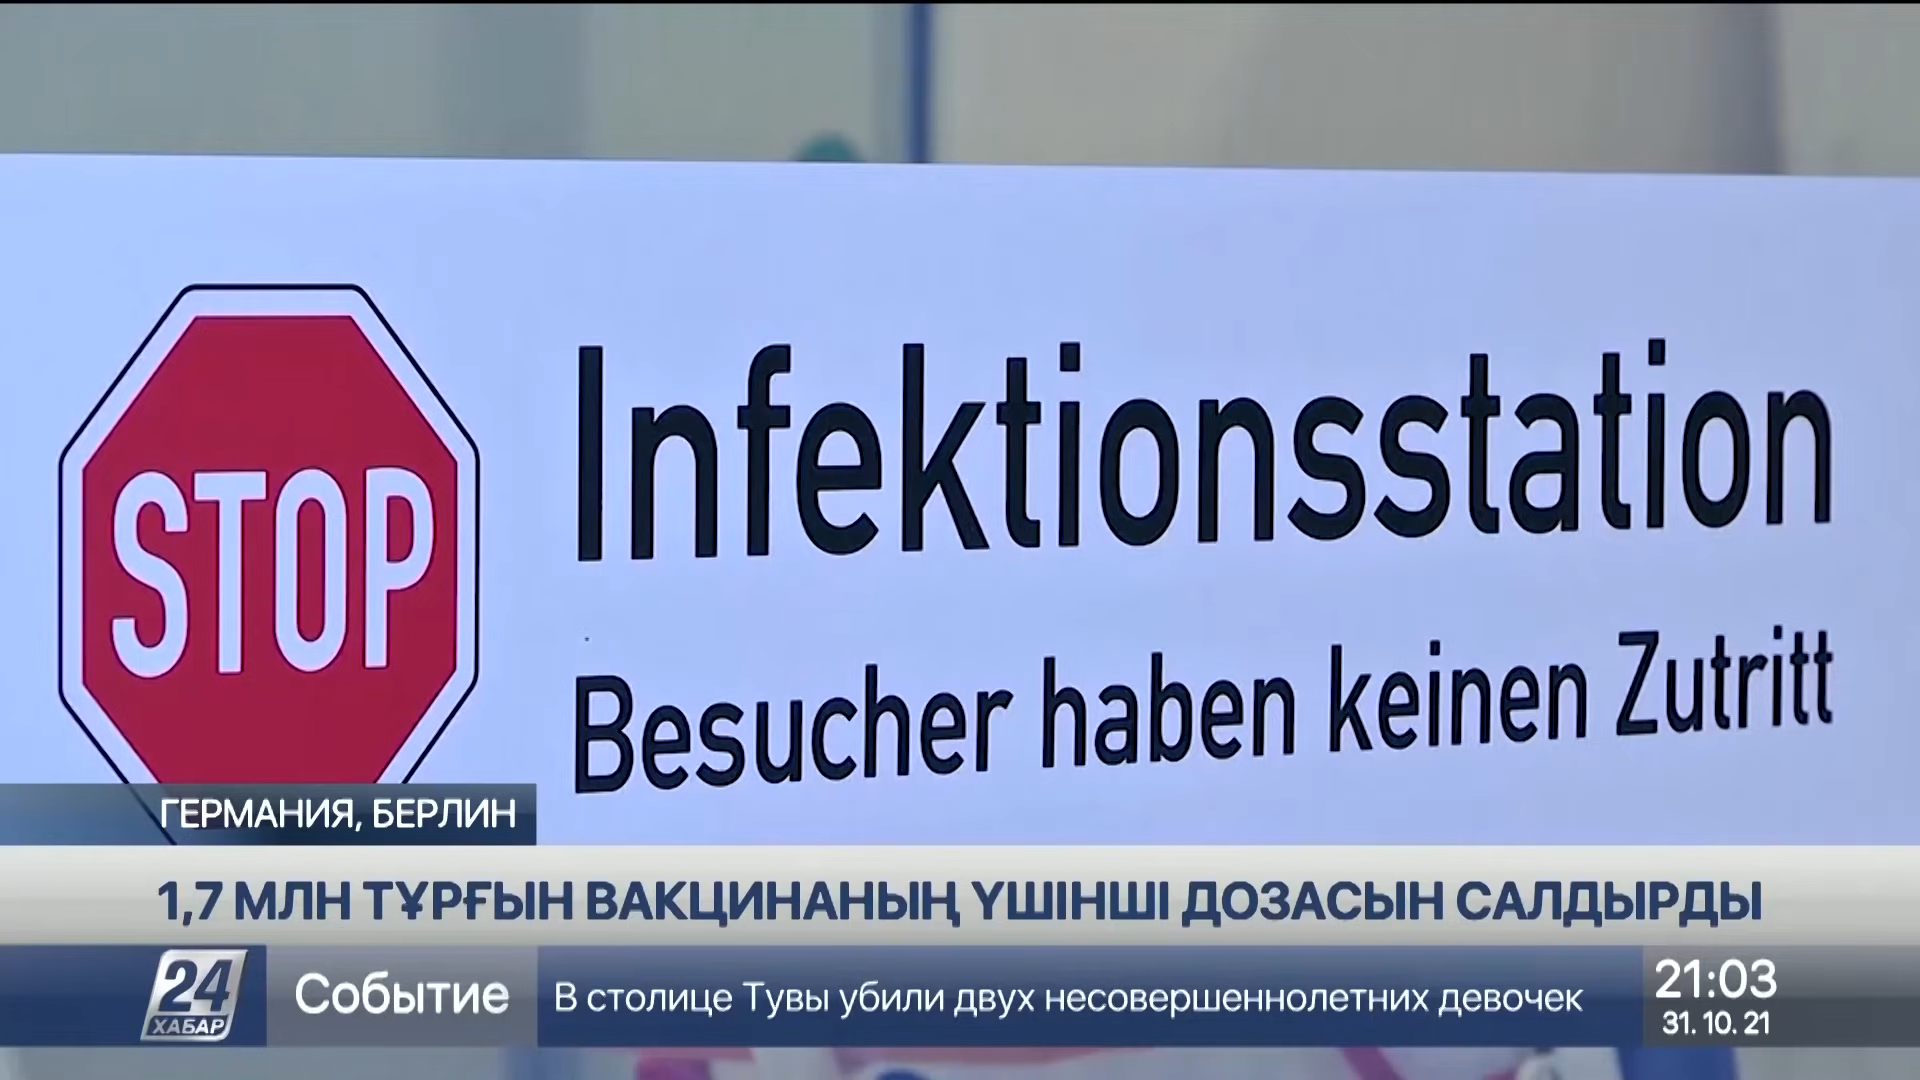 STOP
Infektionsstation
Besucher haben keinen Zutritt
ГЕРМАНИЯ, БЕРЛИН
1,7 МЛН ТҰРҒЫН ВАКЦИНАНЫҢ ҮШІНШІ ДОЗАСЫН САЛДЫРДЫ
24
ХАБАР
Событие
В столице Тувы убили двух несовершеннолетних девочек
21:03
31. 10. 21